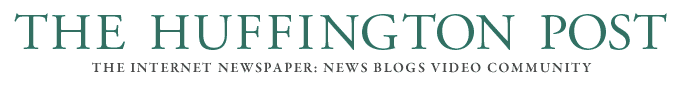 THE HUFFINGTON POST
THE INTERNET NEWSPAPER: NEWS BLOGS VIDEO COMMUNITY